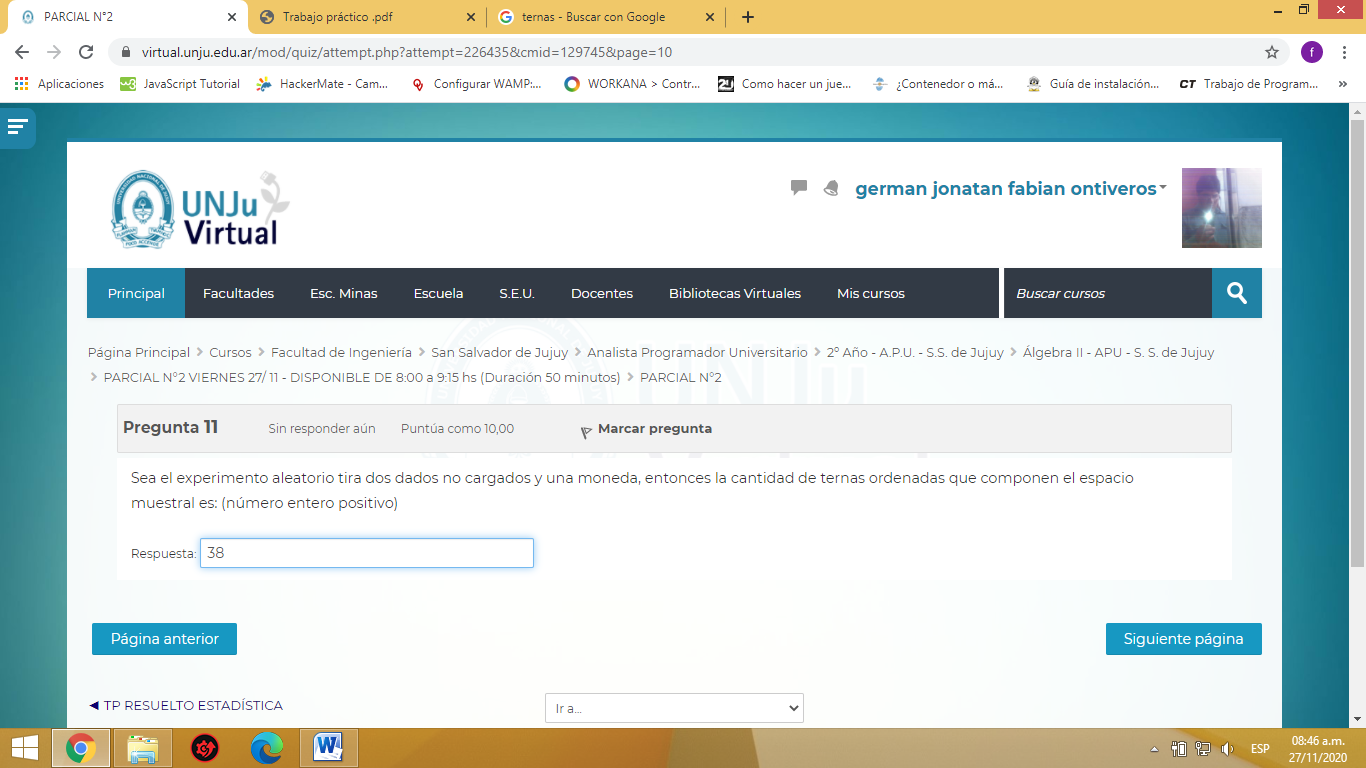 PARCIAL N°2
Trabajo práctico .pdf
ternas - Buscar con Google
virtual.unju.edu.ar/mod/quiz/attempt.php?attempt=226435&cmid=129745&page=10
f
Aplicaciones
JavaScript Tutorial
HackerMate - Cam...
Configurar WAMP:...
WORKANA > Contr...
Como hacer un jue...
¿Contenedor o má...
Guía de instalación...
CT Trabajo de Program...
»
UNJu
Virtual
german jonatan fabian ontiveros
Principal
Facultades
Esc. Minas
Escuela
S.E.U.
Docentes
Bibliotecas Virtuales
Mis cursos
Buscar cursos
Página Principal > Cursos > Facultad de Ingeniería > San Salvador de Jujuy > Analista Programador Universitario > 2º Año - A.P.U. - S.S. de Jujuy > Álgebra II - APU - S. S. de Jujuy
> PARCIAL N°2 VIERNES 27/ 11 - DISPONIBLE DE 8:00 a 9:15 hs (Duración 50 minutos) > PARCIAL N°2
Pregunta 11
Sin responder aún
Puntúa como 10,00
Marcar pregunta
Sea el experimento aleatorio tira dos dados no cargados y una moneda, entonces la cantidad de ternas ordenadas que componen el espacio
muestral es: (número entero positivo)
Respuesta: 38
Página anterior
Siguiente página
◄ TP RESUELTO ESTADÍSTICA
Ir a...
ESP
08:46 a.m.
27/11/2020